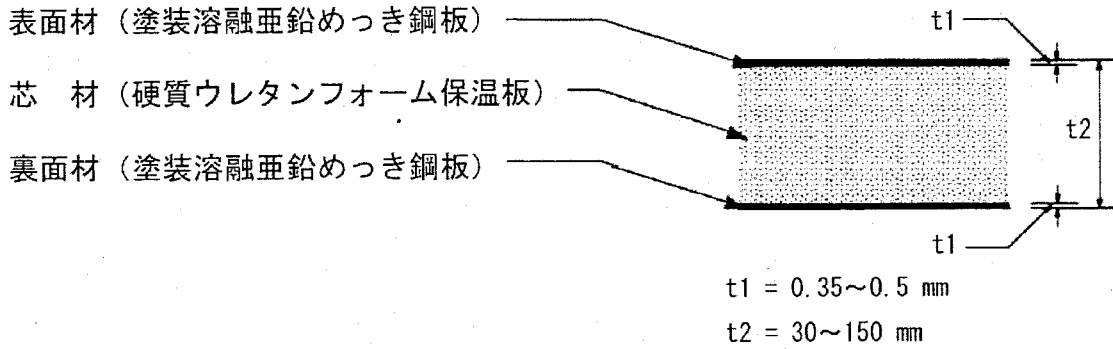 表面材（塗装溶融亜鉛めっき鋼板）
t1
芯　材（硬質ウレタンフォーム保温板）
t2
裏面材（塗装溶融亜鉛めっき鋼板）
t1
t1 = 0.35～0.5 mm
t2 = 30～150 mm